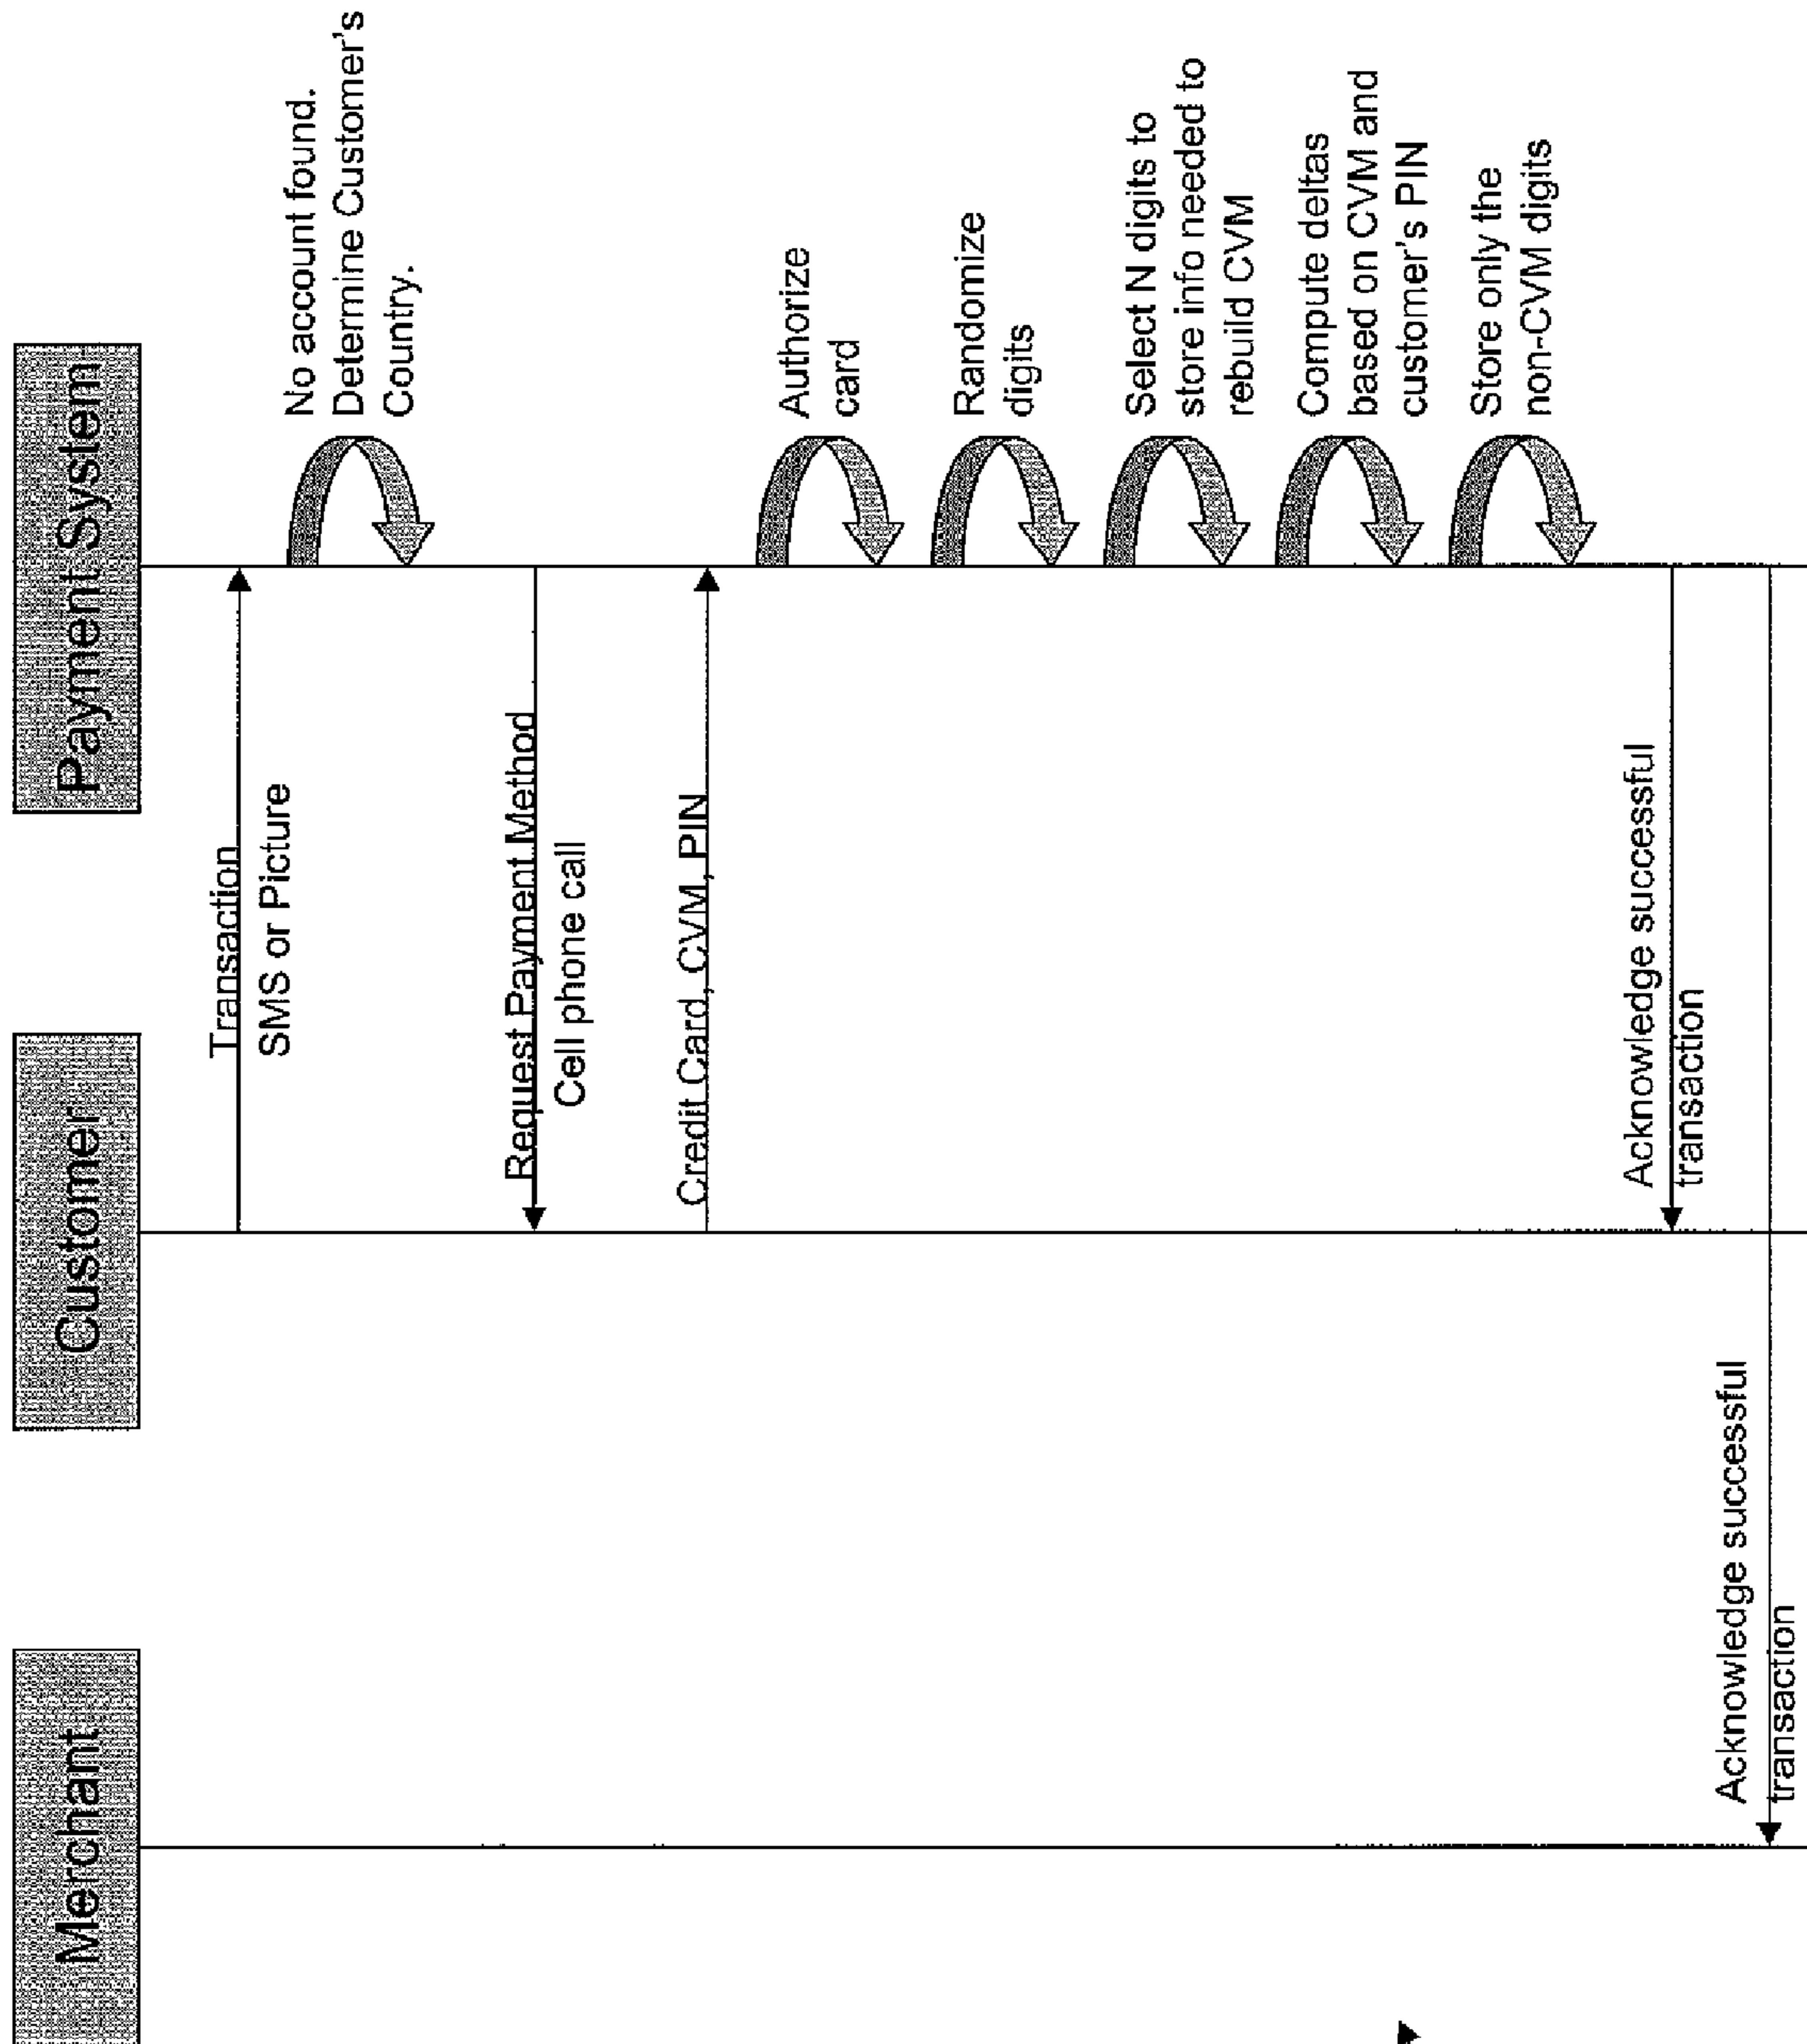 Merchant
Customer
Payment System
Transaction
SMS or Picture
No account found.
Determine Customer's
Country.
Request Payment Method
Cell phone call
Credit Card, CVM, PIN
Authorize
card
Randomize
digits
Select N digits to
store info needed to
rebuild CVM
Compute deltas
based on CVM and
customer's PIN
Store only the
non-CVM digits
Acknowledge successful
transaction
Acknowledge successful
transaction